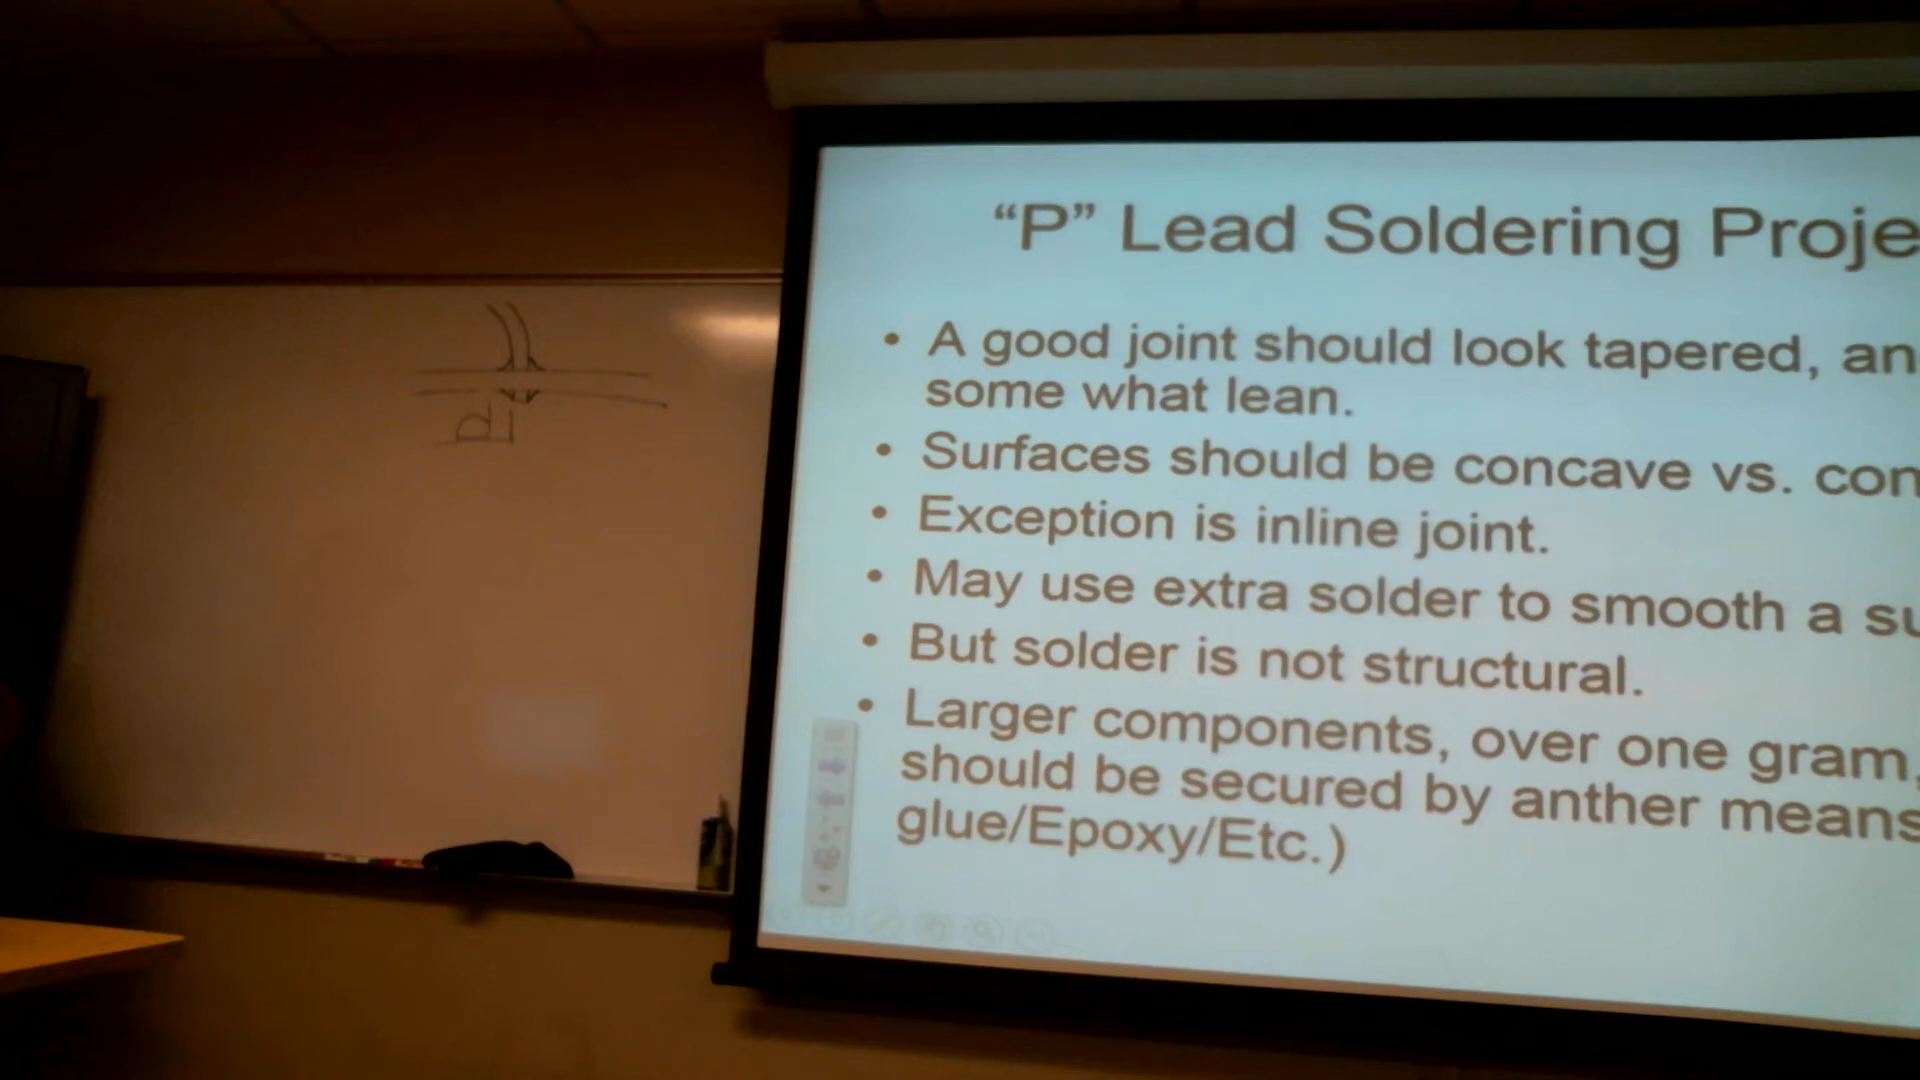 “P” Lead Soldering Proje
• A good joint should look tapered, an
some what lean.
• Surfaces should be concave vs. con
• Exception is inline joint.
• May use extra solder to smooth a su
• But solder is not structural.
• Larger components, over one gram,
should be secured by anther means
glue/Epoxy/Etc.)